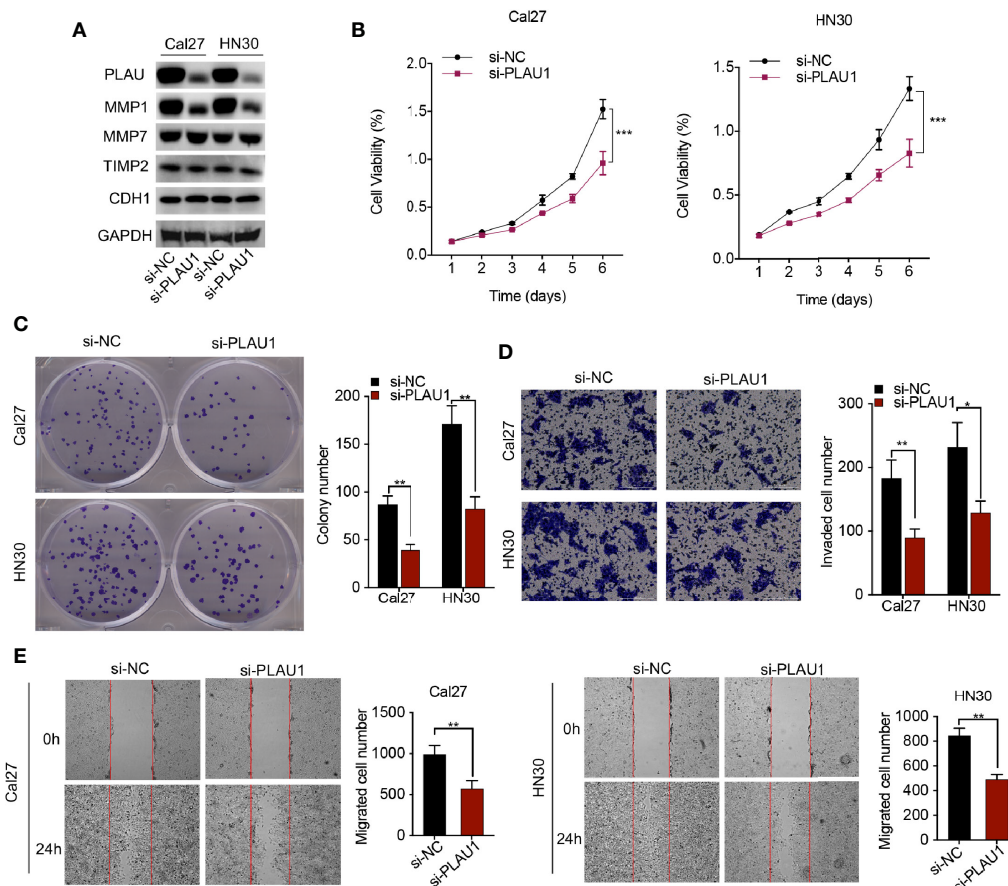 A
Cal27 HN30
PLAU
MMP1
MMP7
TIMP2
CDH1
GAPDH
si-NC
si-PLAU1
si-NC
si-PLAU1
B
Cal27
si-NC
si-PLAU1
Cell Viability (%)
2.0
1.5
1.0
0.5
0.0
***
1 2 3 4 5 6
Time (days)
HN30
si-NC
si-PLAU1
Cell Viability (%)
1.5
1.0
0.5
0.0
***
1 2 3 4 5 6
Time (days)
C
si-NC si-PLAU1
Cal27
HN30
si-NC
si-PLAU1
Colony number
200
150
100
50
0
**
**
Cal27 HN30
D
si-NC si-PLAU1
Cal27
HN30
si-NC
si-PLAU1
Invaded cell number
300
200
100
0
**
*
Cal27 HN30
E
si-NC si-PLAU1
Cal27
0h
24h
Cal27
Migrated cell number
1500
1000
500
0
**
si-NC
si-PLAU1
si-NC si-PLAU1
HN30
0h
24h
HN30
Migrated cell number
1000
800
600
400
200
0
**
si-NC
si-PLAU1